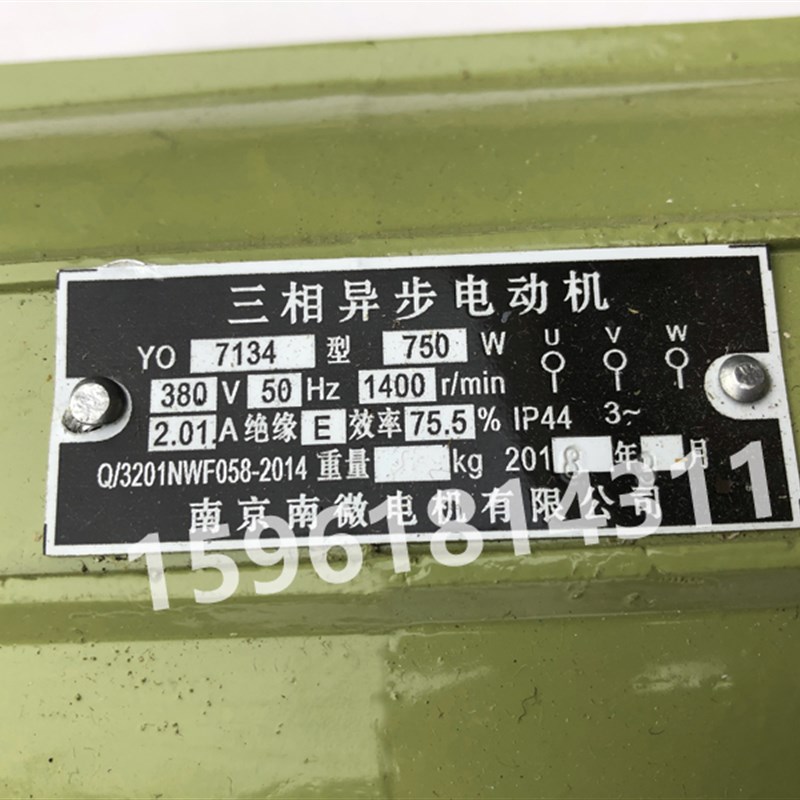 三相异步电动机
YO 7134 型 750 W U V W
380 V 50 Hz 1400 r/min
2.01 A 绝缘 E 效率 75.5 % IP44 3~
Q/3201NWF058-2014 重量 kg 2018 年 月
南京南微电机有限公司
15961814311